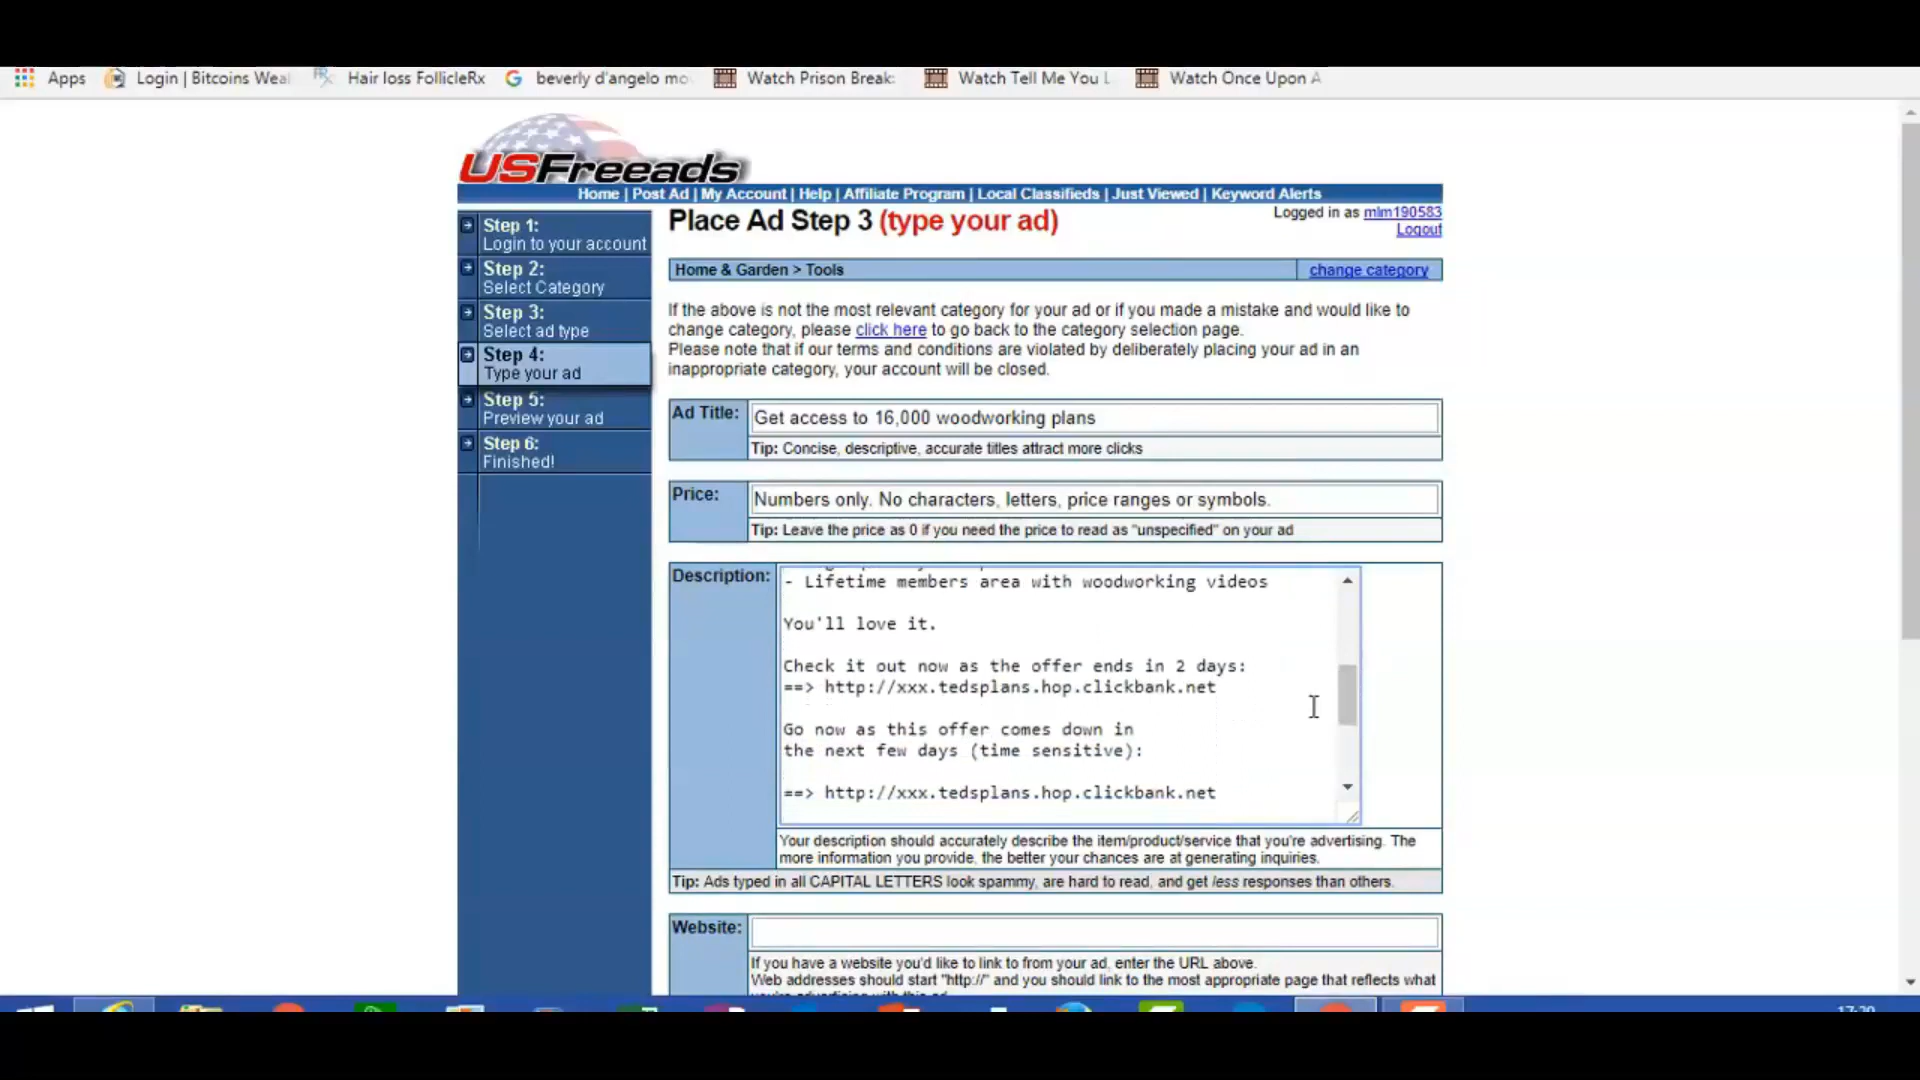 Apps Login | Bitcoins Wea Hair loss FollicleRx beverly d'angelo mo Watch Prison Break Watch Tell Me You L Watch Once Upon A
USFreeads
Home | Post Ad | My Account | Help | Affiliate Program | Local Classifieds | Just Viewed | Keyword Alerts
Step 1:
Login to your account
Step 2:
Select Category
Step 3:
Select ad type
Step 4:
Type your ad
Step 5:
Preview your ad
Step 6:
Finished!
Place Ad Step 3 (type your ad)
Logged in as mlm190583
Logout
Home & Garden > Tools
change category
If the above is not the most relevant category for your ad or if you made a mistake and would like to
change category, please click here to go back to the category selection page.
Please note that if our terms and conditions are violated by deliberately placing your ad in an
inappropriate category, your account will be closed.
Ad Title: Get access to 16,000 woodworking plans
Tip: Concise, descriptive, accurate titles attract more clicks
Price: Numbers only. No characters, letters, price ranges or symbols.
Tip: Leave the price as 0 if you need the price to read as "unspecified" on your ad
Description:
- Lifetime members area with woodworking videos
You'll love it.
Check it out now as the offer ends in 2 days:
==> http://xxx.tedsplans.hop.clickbank.net
Go now as this offer comes down in
the next few days (time sensitive):
==> http://xxx.tedsplans.hop.clickbank.net
Your description should accurately describe the item/product/service that you're advertising. The
more information you provide, the better your chances are at generating inquiries.
Tip: Ads typed in all CAPITAL LETTERS look spammy, are hard to read, and get less responses than others.
Website:
If you have a website you'd like to link to from your ad, enter the URL above.
Web addresses should start "http://" and you should link to the most appropriate page that reflects what